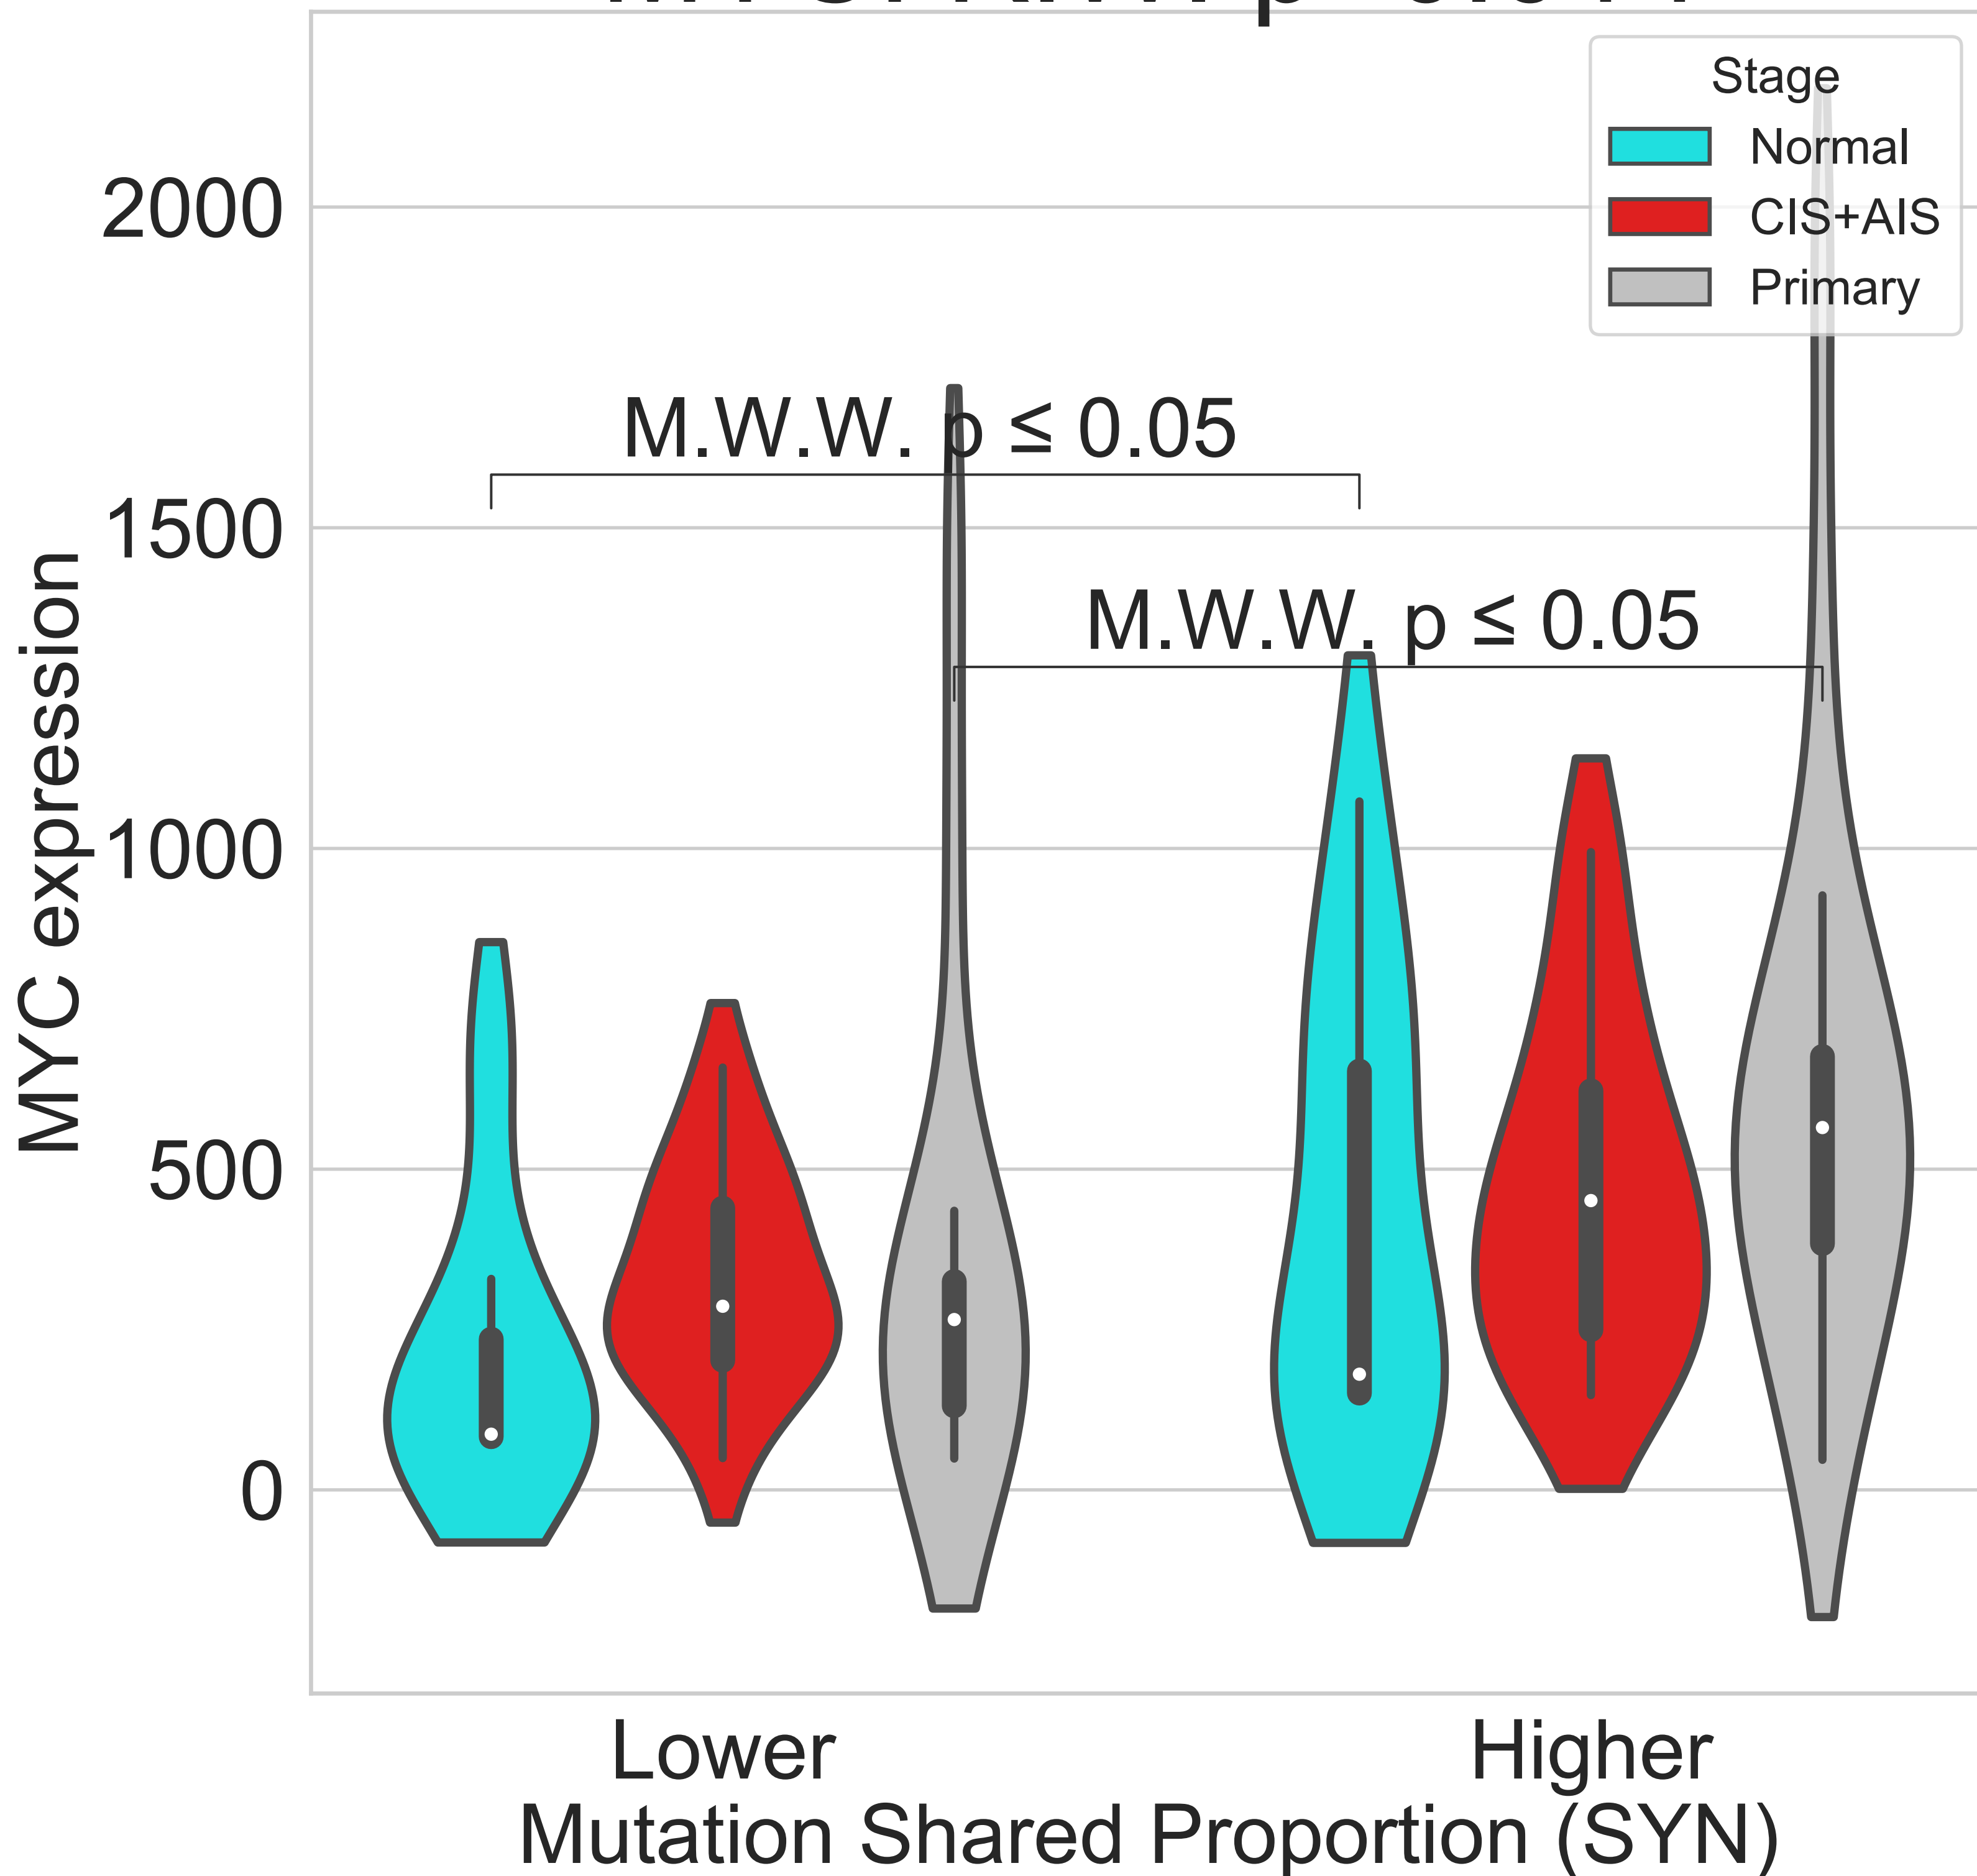 Stage
Normal
CIS+AIS
Primary
2000
1500
1000
500
0
MYC expression
M.W.W. p ≤ 0.05
M.W.W. p ≤ 0.05
Lower
Higher
Mutation Shared Proportion (SYN)